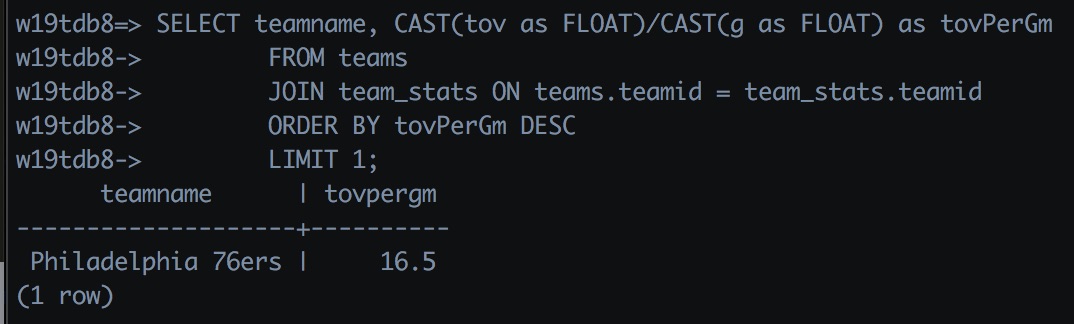 w19tdb8=> SELECT teamname, CAST(tov as FLOAT)/CAST(g as FLOAT) as tovPerGm
w19tdb8->        FROM teams
w19tdb8->        JOIN team_stats ON teams.teamid = team_stats.teamid
w19tdb8->        ORDER BY tovPerGm DESC
w19tdb8->        LIMIT 1;
      teamname      | tovpergm
--------------------+----------
 Philadelphia 76ers |     16.5
(1 row)